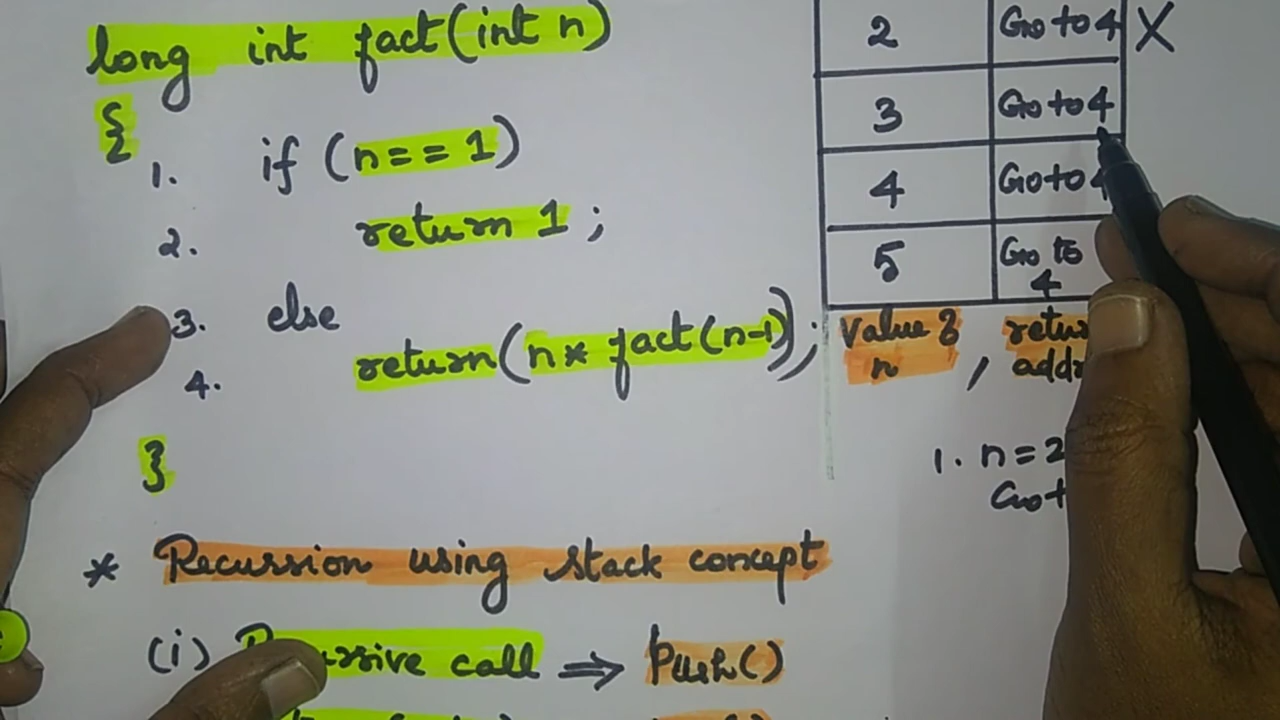 long int fact(int n)
{
1. if (n==1)
2. return 1;
3. else
4. return(n* fact(n-1));
}
* Recursion using stack concept
(i) call ⇒ Push()
2 Go to 4 X
3 Go to 4
4 Go to 4
5 Go to 4
Value of n,
1. n=2